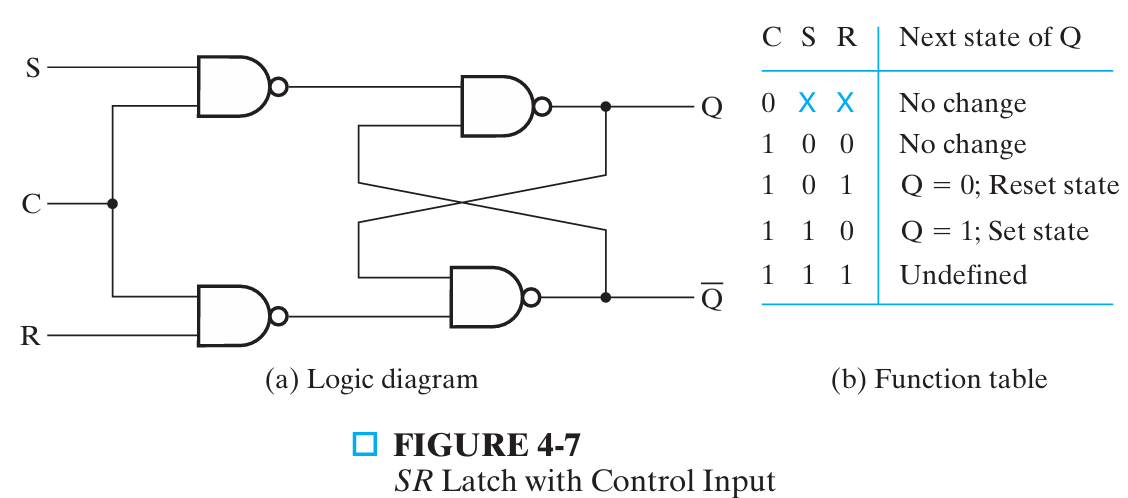 S
C
R
Q
Q̅
(a) Logic diagram
C S R Next state of Q
0 X X No change
1 0 0 No change
1 0 1 Q = 0; Reset state
1 1 0 Q = 1; Set state
1 1 1 Undefined
(b) Function table
FIGURE 4-7
SR Latch with Control Input